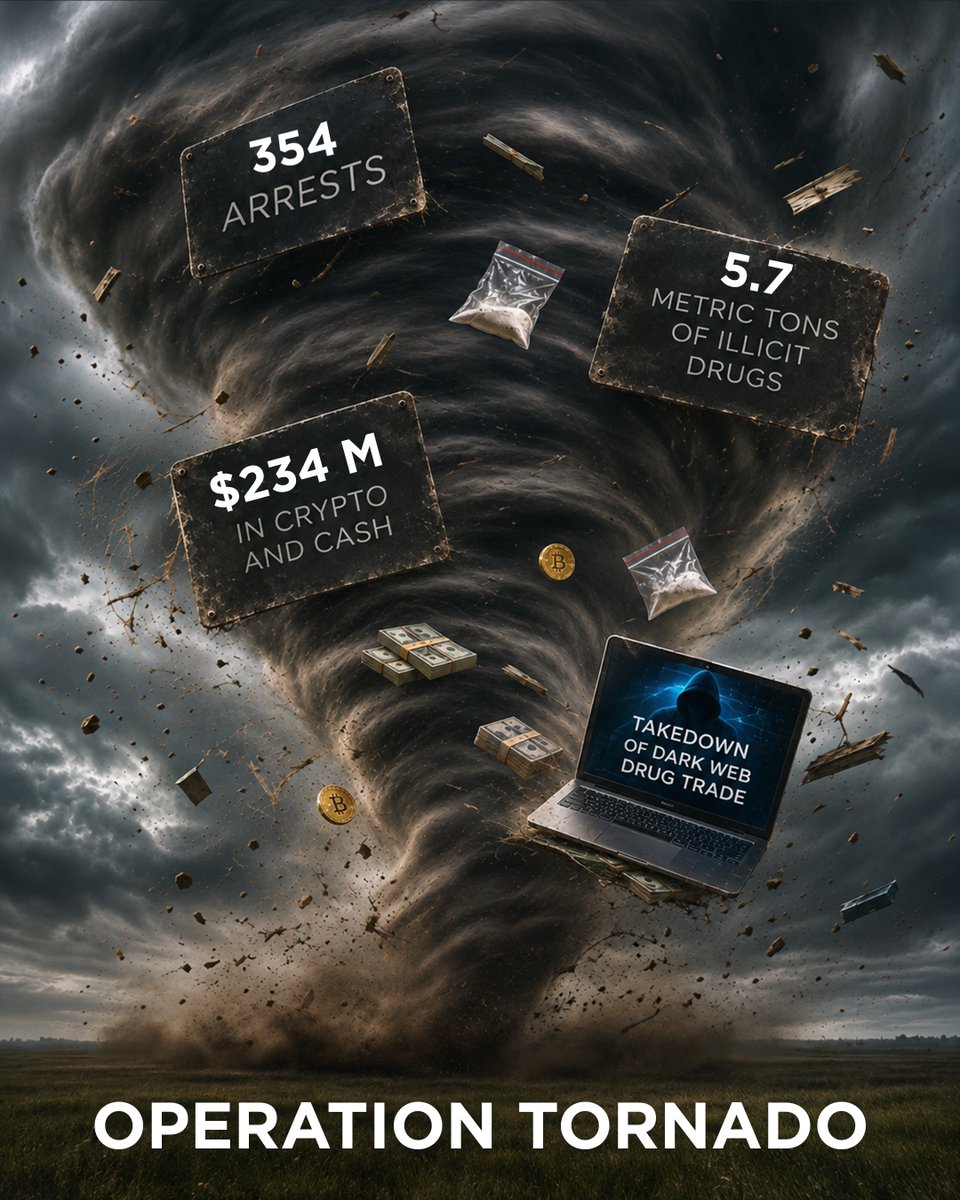 354
ARRESTS
5.7
METRIC TONS
OF ILLICIT
DRUGS
$234 M
IN CRYPTO
AND CASH
TAKEDOWN
OF DARK WEB
DRUG TRADE
OPERATION TORNADO